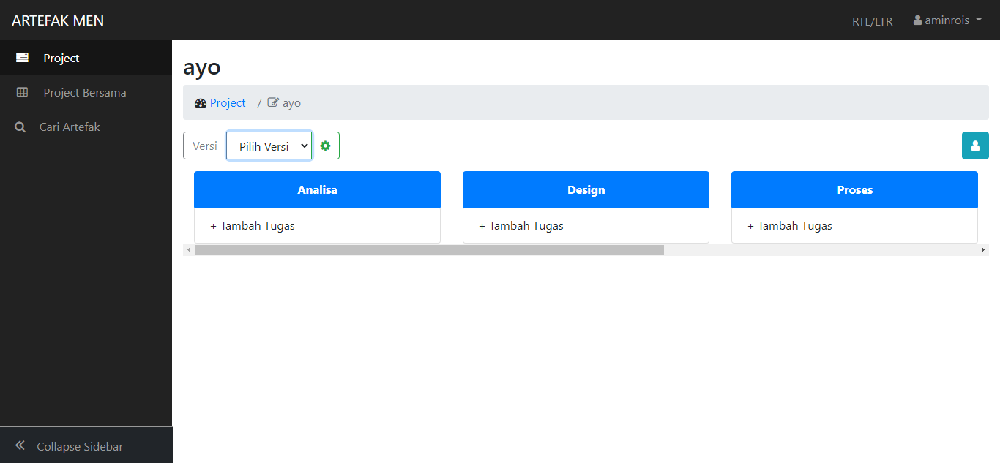 ARTEFAK MEN
RTL/LTR
aminrois
Project
Project Bersama
Cari Artefak
Collapse Sidebar
ayo
Project / ayo
Versi Pilih Versi
Analisa
+ Tambah Tugas
Design
+ Tambah Tugas
Proses
+ Tambah Tugas